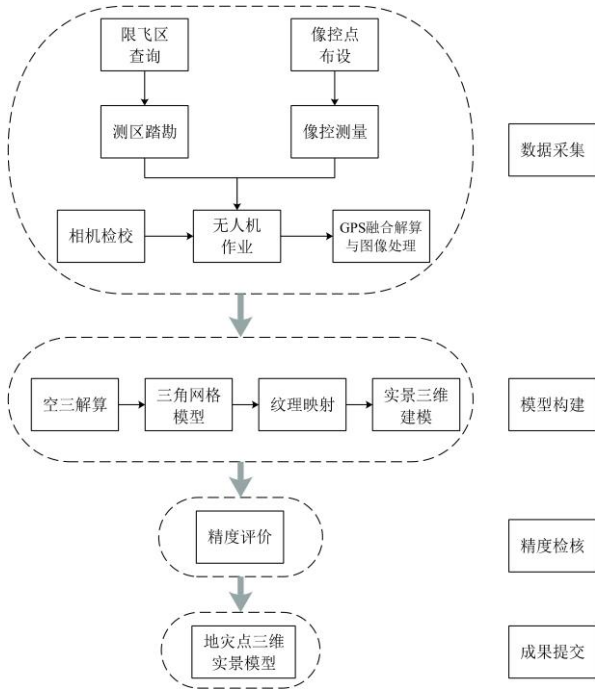 限飞区
查询
像控点
布设
测区踏勘
像控测量
数据采集
相机检校
无人机
作业
GPS融合解算
与图像处理
空三解算
三角网格
模型
纹理映射
实景三维
建模
模型构建
精度评价
精度检核
地灾点三维
实景模型
成果提交